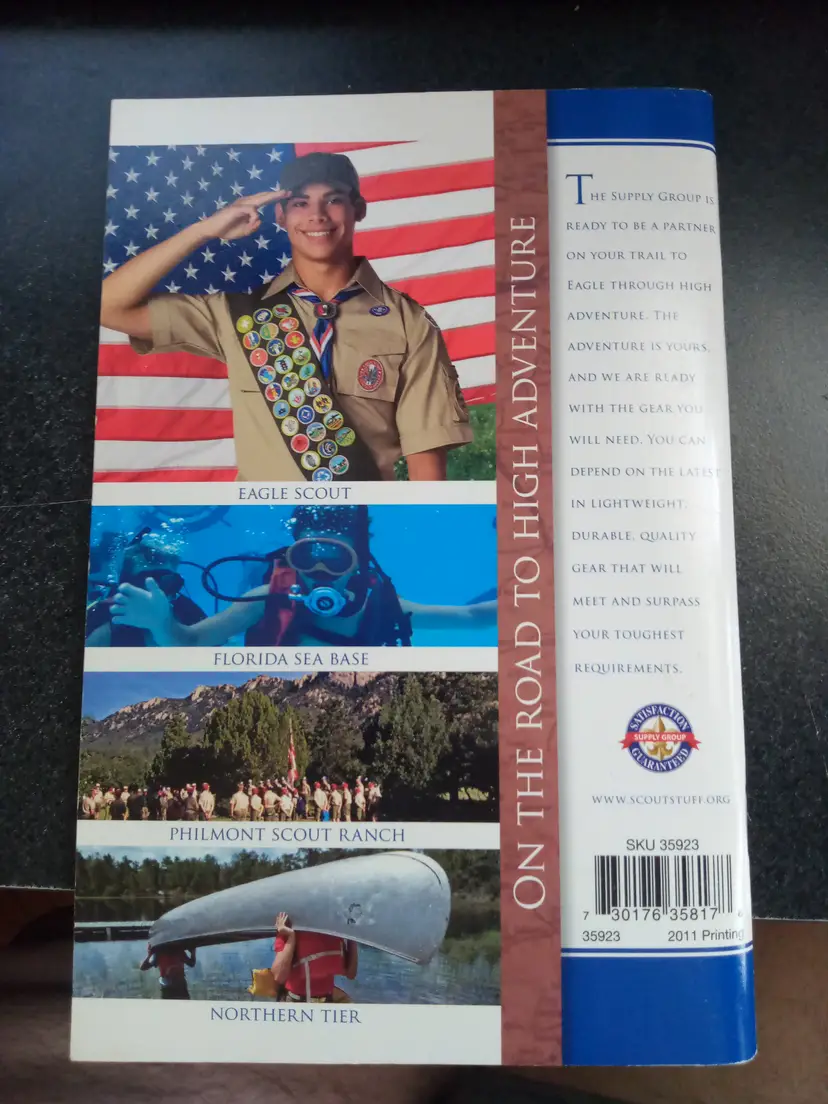 EAGLE SCOUT
FLORIDA SEA BASE
PHILMONT SCOUT RANCH
NORTHERN TIER
ON THE ROAD TO HIGH ADVENTURE
THE SUPPLY GROUP IS
READY TO BE A PARTNER
ON YOUR TRAIL TO
EAGLE THROUGH HIGH
ADVENTURE. THE
ADVENTURE IS YOURS,
AND WE ARE READY
WITH THE GEAR YOU
WILL NEED. YOU CAN
DEPEND ON THE LATEST
IN LIGHTWEIGHT,
DURABLE, QUALITY
GEAR THAT WILL
MEET AND SURPASS
YOUR TOUGHEST
REQUIREMENTS.
SATISFACTION
SUPPLY GROUP
GUARANTEED
WWW.SCOUTSTUFF.ORG
SKU 35923
7 30176 35817
35923 2011 Printing